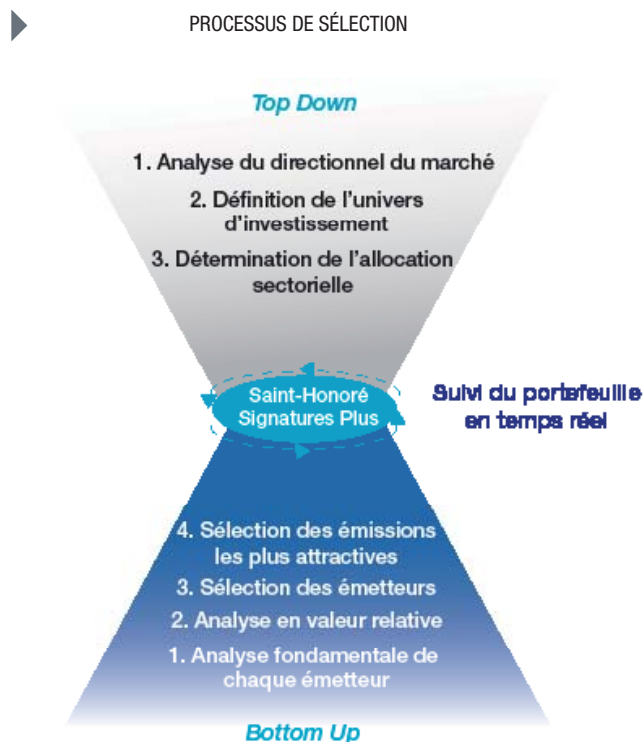 PROCESSUS DE SÉLECTION
Top Down
1. Analyse du directionnel du marché
2. Définition de l'univers
d'investissement
3. Détermination de l'allocation
sectorielle
Saint-Honoré
Signatures Plus
Suivi du portefeuille
en temps réel
4. Sélection des émissions
les plus attractives
3. Sélection des émetteurs
2. Analyse en valeur relative
1. Analyse fondamentale de
chaque émetteur
Bottom Up